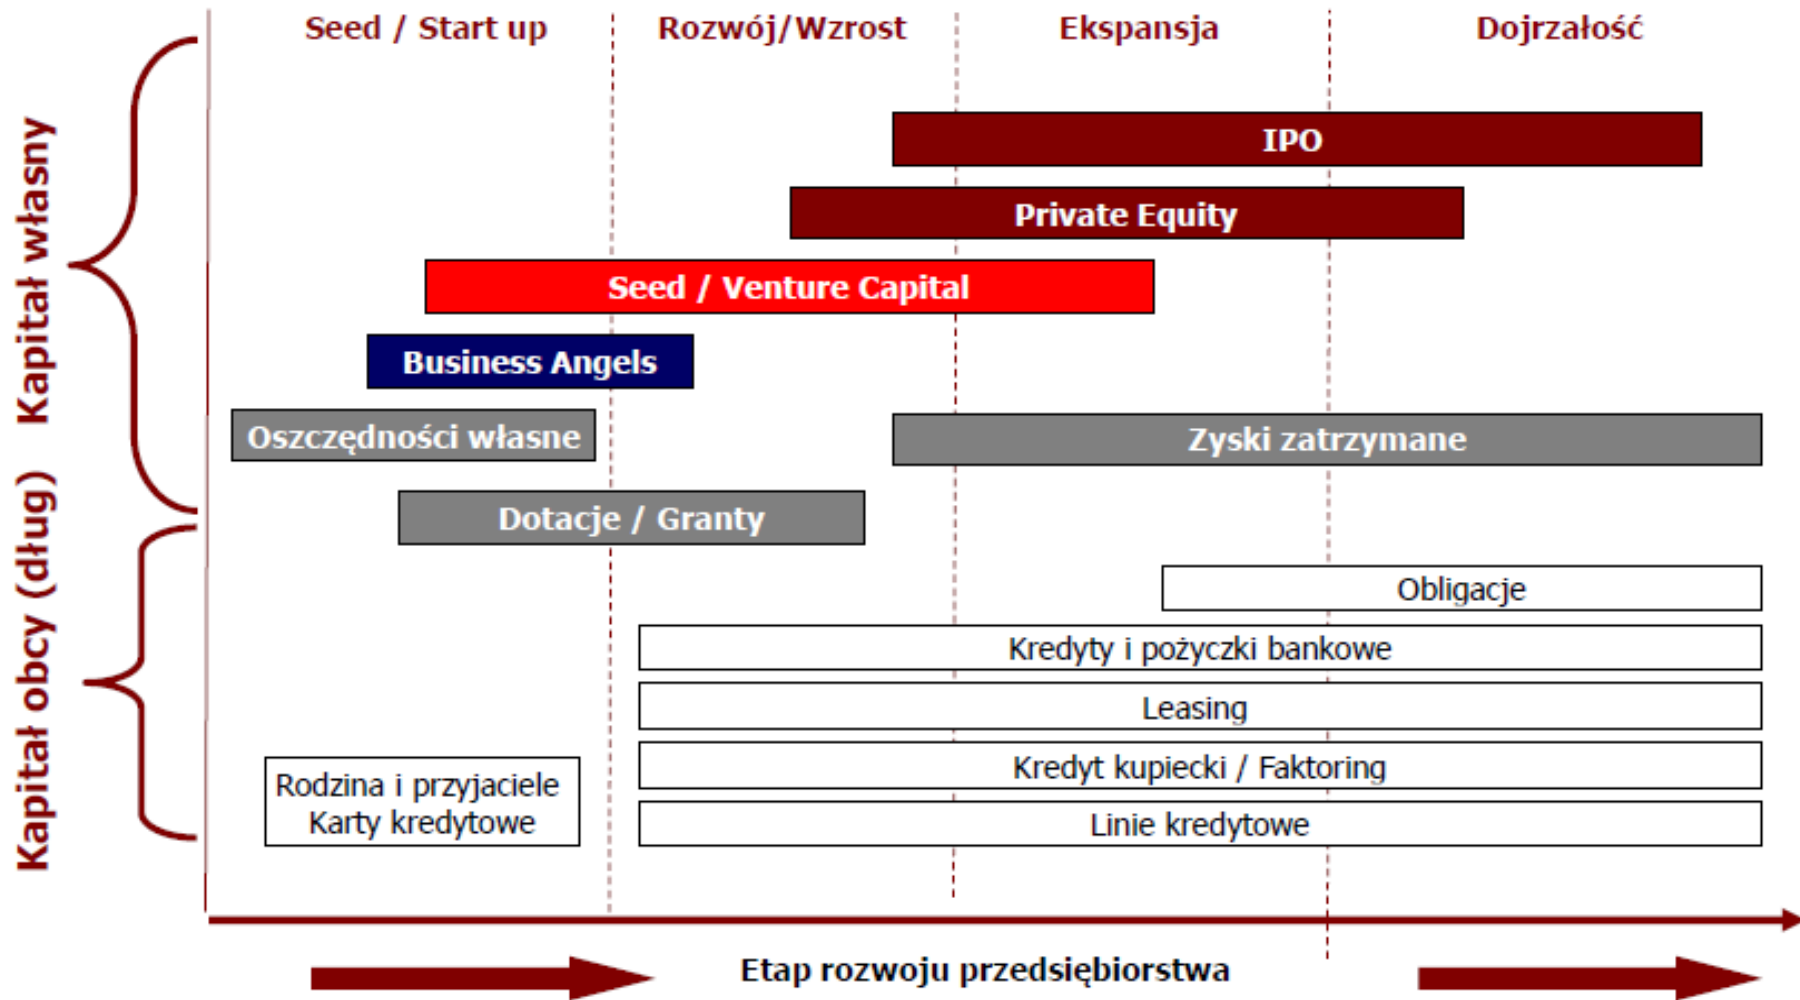 Seed / Start up
Rozwój/Wzrost
Ekspansja
Dojrzałość
Kapitał własny
IPO
Private Equity
Seed / Venture Capital
Business Angels
Oszczędności własne
Zyski zatrzymane
Dotacje / Granty
Kapitał obcy (dług)
Obligacje
Kredyty i pożyczki bankowe
Leasing
Kredyt kupiecki / Faktoring
Rodzina i przyjaciele
Karty kredytowe
Linie kredytowe
Etap rozwoju przedsiębiorstwa